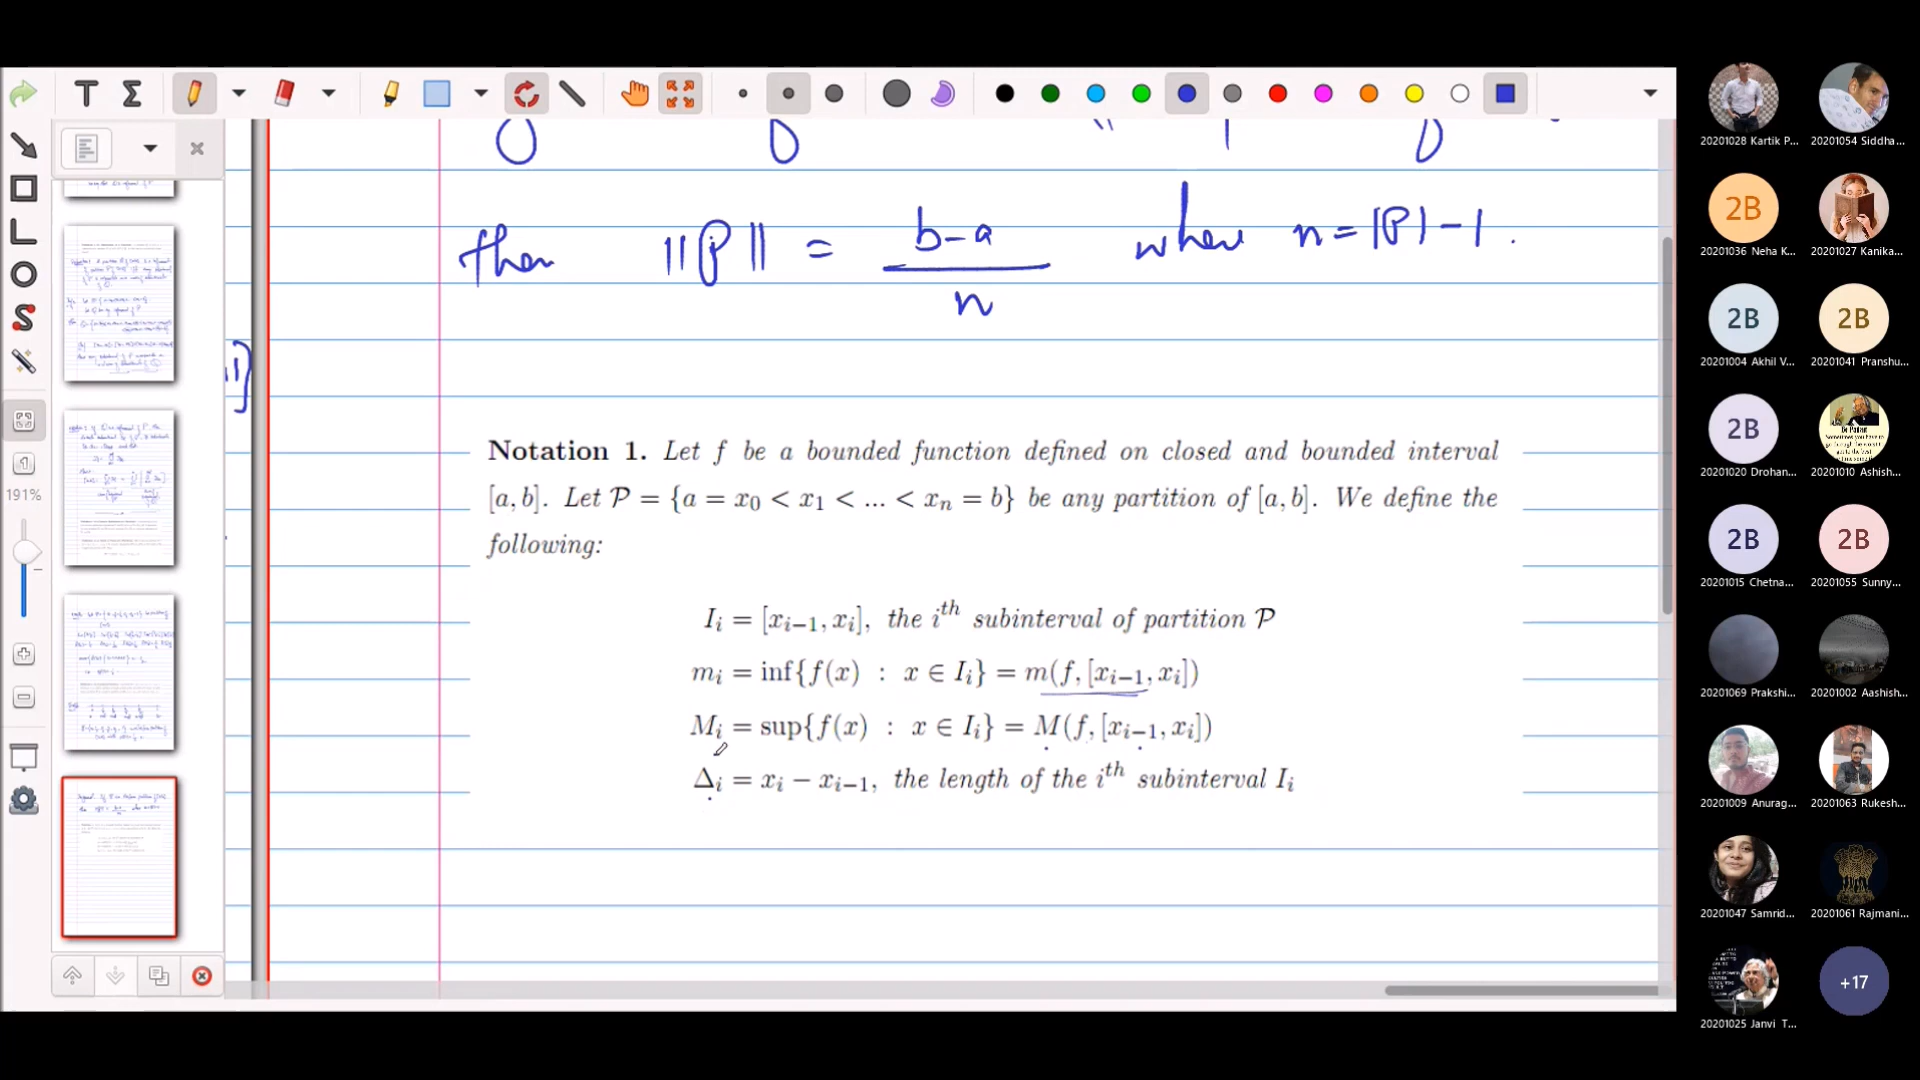 T Σ
then ||P|| = b-a / n where n = |P| - 1 .
Notation 1. Let f be a bounded function defined on closed and bounded interval
[a, b]. Let P = {a = x₀ < x₁ < ... < xₙ = b} be any partition of [a, b]. We define the
following:
Iᵢ = [xᵢ₋₁, xᵢ], the iᵗʰ subinterval of partition P
mᵢ = inf{f(x) : x ∈ Iᵢ} = m(f, [xᵢ₋₁, xᵢ])
Mᵢ = sup{f(x) : x ∈ Iᵢ} = M(f, [xᵢ₋₁, xᵢ])
Δᵢ = xᵢ − xᵢ₋₁, the length of the iᵗʰ subinterval Iᵢ
191%
20201028 Kartik P...
20201054 Siddha...
2B
20201036 Neha K...
20201027 Kanika...
2B
20201004 Akhil V...
2B
20201041 Pranshu...
2B
20201020 Drohan...
20201010 Ashish...
2B
20201015 Chetna...
2B
20201055 Sunny...
20201069 Prakshi...
20201002 Aashish...
20201009 Anurag...
20201063 Rukesh...
20201047 Samrid...
20201061 Rajmani...
20201025 Janvi T...
+17